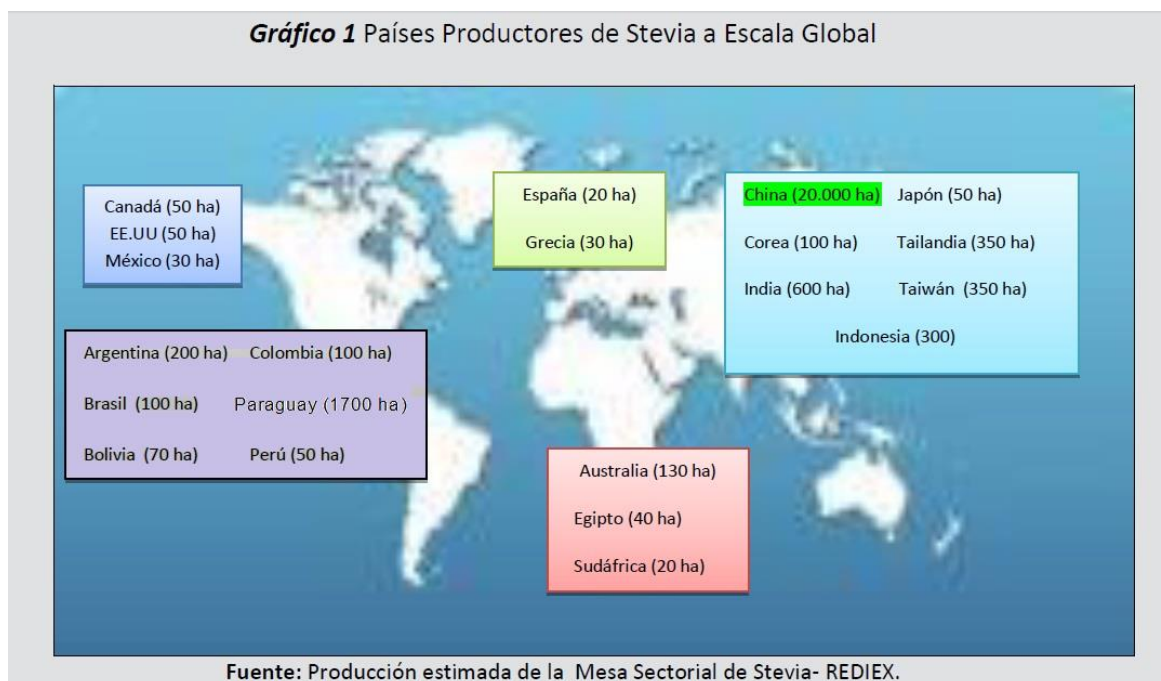 Gráfico 1 Países Productores de Stevia a Escala Global
Canadá (50 ha)
EE.UU (50 ha)
México (30 ha)
España (20 ha)
Grecia (30 ha)
China (20.000 ha) Japón (50 ha)
Corea (100 ha) Tailandia (350 ha)
India (600 ha) Taiwán (350 ha)
Indonesia (300)
Argentina (200 ha) Colombia (100 ha)
Brasil (100 ha) Paraguay (1700 ha)
Bolivia (70 ha) Perú (50 ha)
Australia (130 ha)
Egipto (40 ha)
Sudáfrica (20 ha)
Fuente: Producción estimada de la Mesa Sectorial de Stevia- REDIEX.